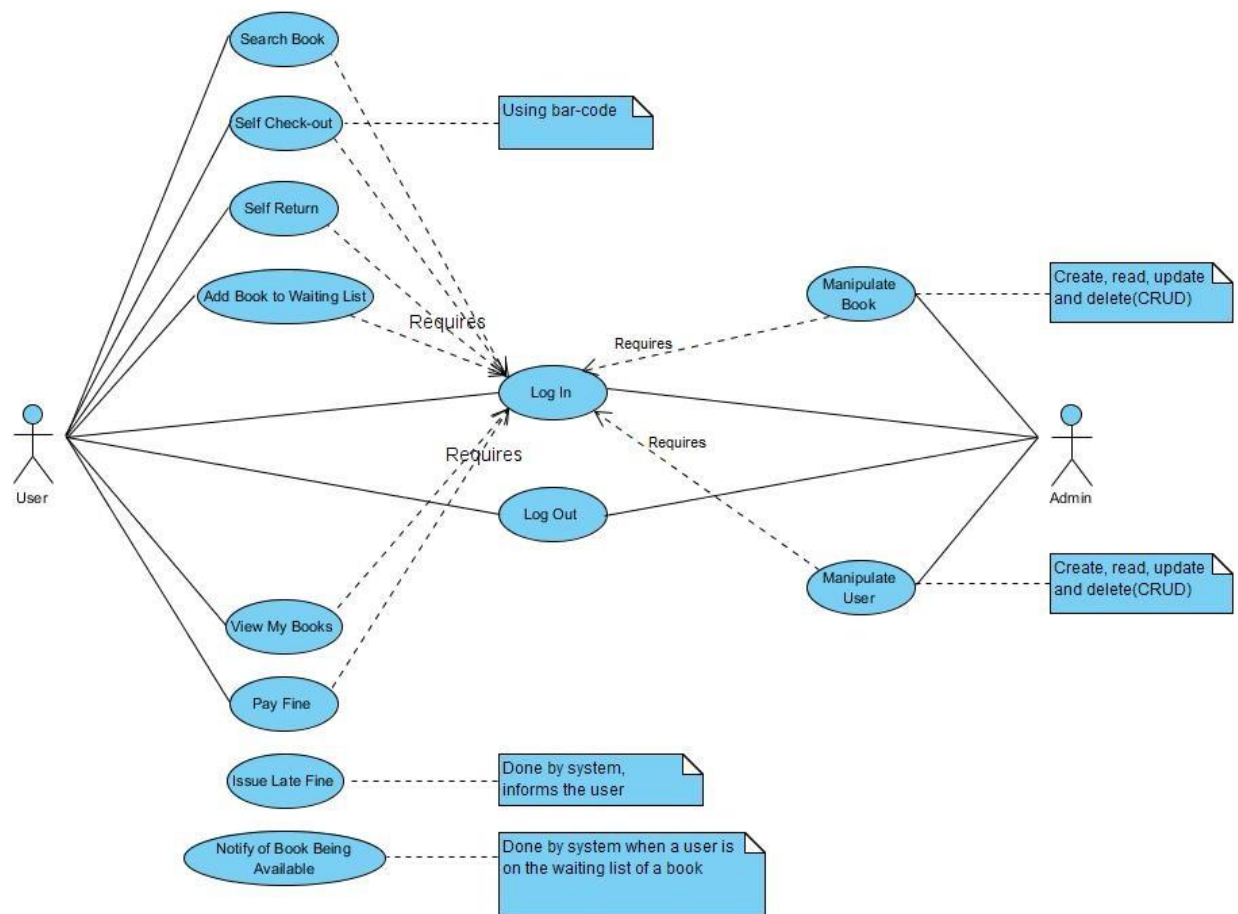 Search Book
Self Check-out
Using bar-code
Self Return
Add Book to Waiting List
Manipulate
Book
Create, read, update
and delete(CRUD)
Requires
Requires
Log In
Requires
Requires
User
Admin
Log Out
Manipulate
User
Create, read, update
and delete(CRUD)
View My Books
Pay Fine
Issue Late Fine
Done by system,
informs the user
Notify of Book Being
Available
Done by system when a user is
on the waiting list of a book